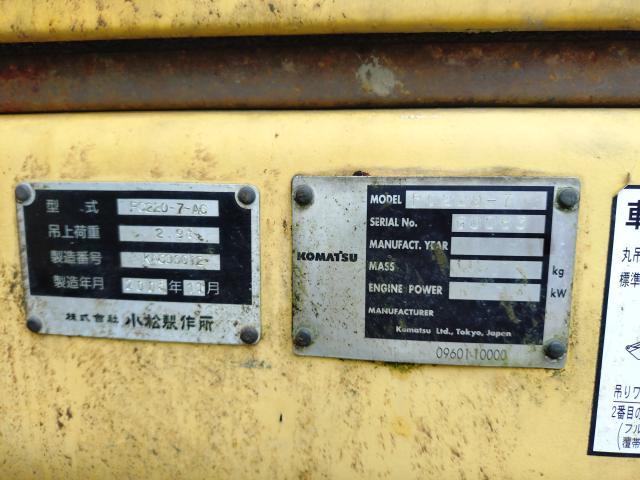 型式 PC220-7-AC
吊上荷重
製造番号
製造年月 年 月
株式会社 小松製作所
KOMATSU
MODEL
SERIAL No.
MANUFACT. YEAR
MASS kg
ENGINE POWER kW
MANUFACTURER
Komatsu Ltd., Tokyo, Japan
09601-10000
車
丸吊
標準
吊りワ
2番目の
(フル
覆帯